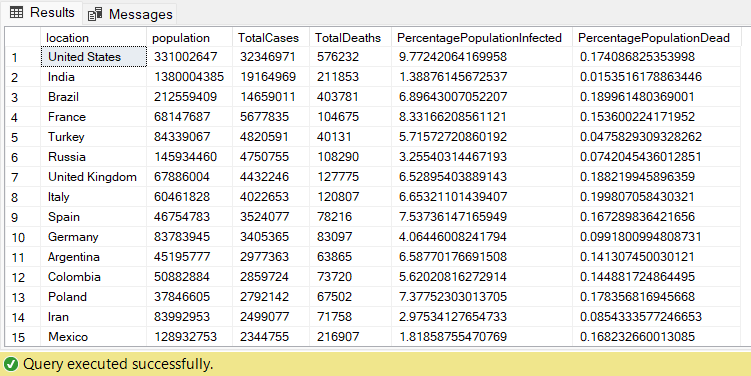 Results Messages
location population TotalCases TotalDeaths PercentagePopulationInfected PercentagePopulationDead
1 United States 331002647 32346971 576232 9.77242064169958 0.174086825353998
2 India 1380004385 19164969 211853 1.38876145672537 0.0153516178863446
3 Brazil 212559409 14659011 403781 6.89643007052207 0.189961480369001
4 France 68147687 5677835 104675 8.33166208561121 0.153600224171952
5 Turkey 84339067 4820591 40131 5.71572720860192 0.0475829309328262
6 Russia 145934460 4750755 108290 3.25540314467193 0.0742045436012851
7 United Kingdom 67886004 4432246 127775 6.52895403889143 0.188219945896359
8 Italy 60461828 4022653 120807 6.65321101439407 0.199807058430321
9 Spain 46754783 3524077 78216 7.53736147165949 0.167289836421656
10 Germany 83783945 3405365 83097 4.06446008241794 0.0991800994808731
11 Argentina 45195777 2977363 63865 6.58770176691508 0.141307450030121
12 Colombia 50882884 2859724 73720 5.62020816272914 0.144881724864495
13 Poland 37846605 2792142 67502 7.37752303013705 0.178356816945668
14 Iran 83992953 2499077 71758 2.97534127654733 0.0854333577246653
15 Mexico 128932753 2344755 216907 1.81858755470769 0.168232660013085
Query executed successfully.